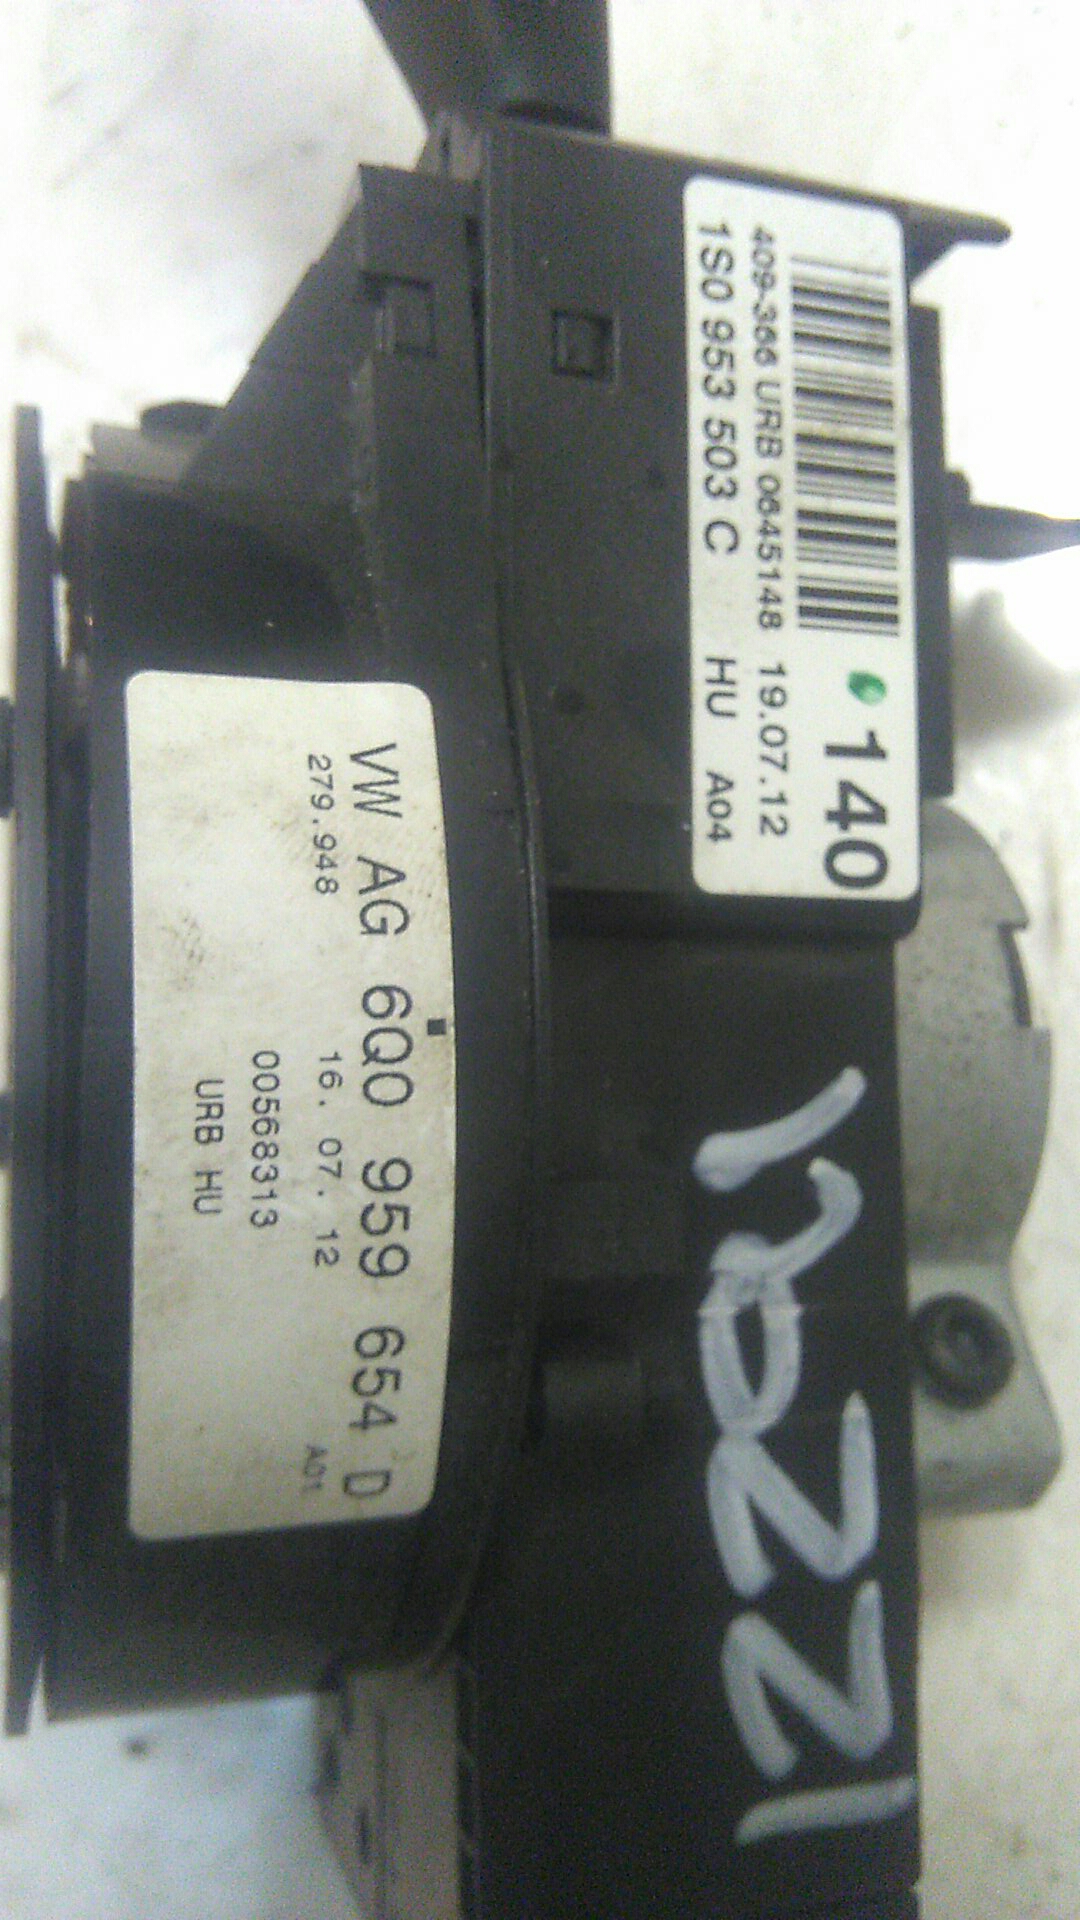 140
409-366 URB 0645148 19.07.12
1S0 953 503 C HU A04
VW AG 6Q0 959 654 D
279.948 16. 07. 12 A01
00568313
URB HU